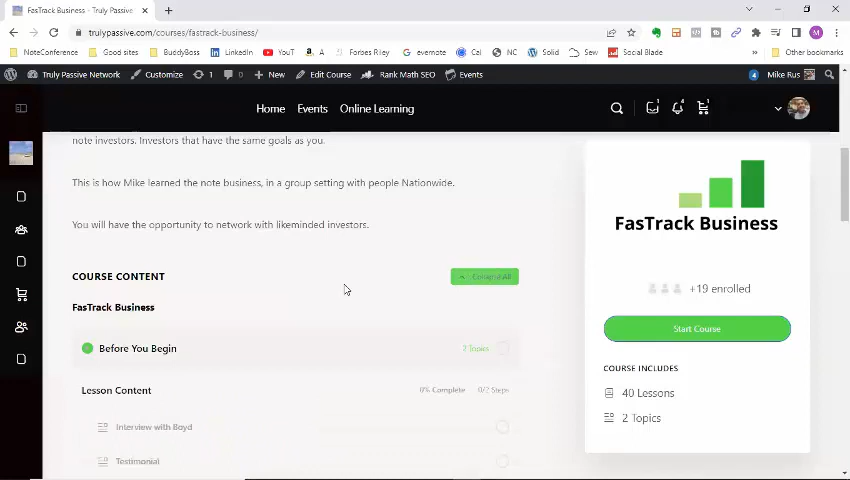 FasTrack Business - Truly Passive
trulypassive.com/courses/fastrack-business/
NoteConference
Good sites
BuddyBoss
LinkedIn
YouT
A
Forbes Riley
evernote
Cal
NC
Solid
Sew
Social Blade
Other bookmarks
Truly Passive Network
Customize
1
0
New
Edit Course
Rank Math SEO
Events
4
Mike Rus
Home
Events
Online Learning
note investors. Investors that have the same goals as you.
This is how Mike learned the note business, in a group setting with people Nationwide.
You will have the opportunity to network with likeminded investors.
COURSE CONTENT
Collapse All
FasTrack Business
Before You Begin
2 Topics
Lesson Content
0% Complete
0/2 Steps
Interview with Boyd
Testimonial
FasTrack Business
+19 enrolled
Start Course
COURSE INCLUDES
40 Lessons
2 Topics